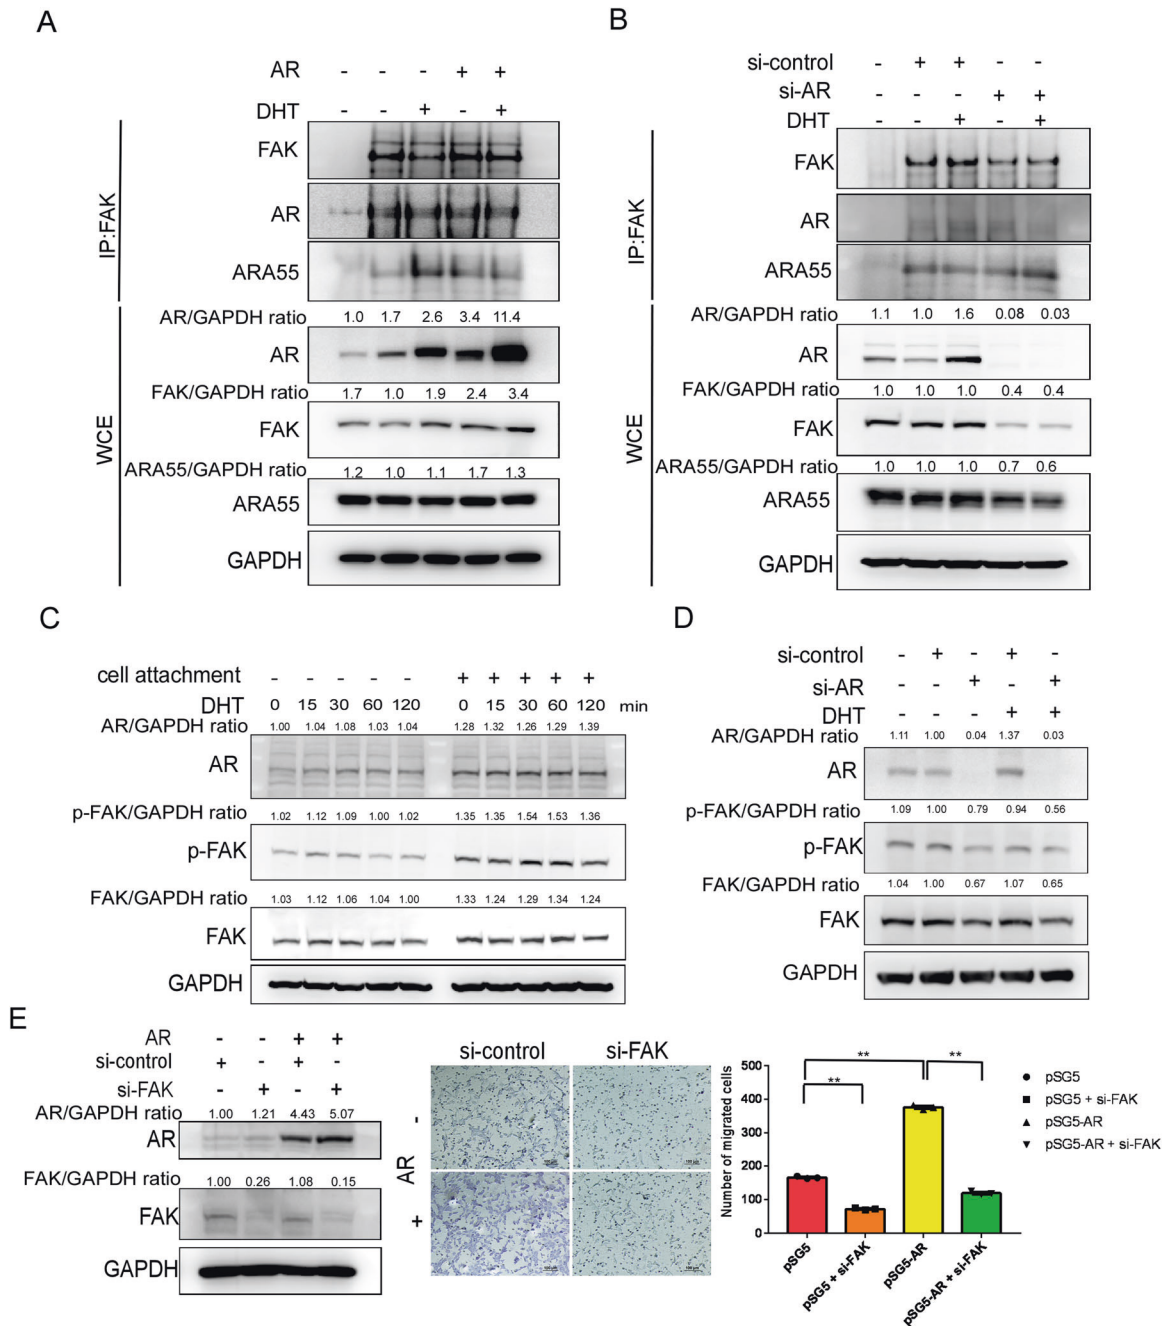 A
AR - - - + +
DHT - - + - +
IP:FAK
FAK
AR
ARA55
WCE
AR/GAPDH ratio 1.0 1.7 2.6 3.4 11.4
AR
FAK/GAPDH ratio 1.7 1.0 1.9 2.4 3.4
FAK
ARA55/GAPDH ratio 1.2 1.0 1.1 1.7 1.3
ARA55
GAPDH
B
si-control - + + - -
si-AR - - - + +
DHT - - + - +
IP:FAK
FAK
AR
ARA55
WCE
AR/GAPDH ratio 1.1 1.0 1.6 0.08 0.03
AR
FAK/GAPDH ratio 1.0 1.0 1.0 0.4 0.4
FAK
ARA55/GAPDH ratio 1.0 1.0 1.0 0.7 0.6
ARA55
GAPDH
C
cell attachment - - - - - + + + + +
DHT 0 15 30 60 120 0 15 30 60 120 min
AR/GAPDH ratio 1.00 1.04 1.08 1.03 1.04 1.28 1.32 1.26 1.29 1.39
AR
p-FAK/GAPDH ratio 1.02 1.12 1.09 1.00 1.02 1.35 1.35 1.54 1.53 1.36
p-FAK
FAK/GAPDH ratio 1.03 1.12 1.06 1.04 1.00 1.33 1.24 1.29 1.34 1.24
FAK
GAPDH
D
si-control - + - + -
si-AR - - + - +
DHT - - - + +
AR/GAPDH ratio 1.11 1.00 0.04 1.37 0.03
AR
p-FAK/GAPDH ratio 1.09 1.00 0.79 0.94 0.56
p-FAK
FAK/GAPDH ratio 1.04 1.00 0.67 1.07 0.65
FAK
GAPDH
E
AR - - + +
si-control + - + -
si-FAK - + - +
AR/GAPDH ratio 1.00 1.21 4.43 5.07
AR
FAK/GAPDH ratio 1.00 0.26 1.08 0.15
FAK
GAPDH
si-control si-FAK
AR
-
+
100 μm
100 μm
100 μm
100 μm
Number of migrated cells
500
400
300
200
100
0
** **
**
pSG5
pSG5 + si-FAK
pSG5-AR
pSG5-AR + si-FAK
pSG5
pSG5 + si-FAK
pSG5-AR
pSG5-AR + si-FAK